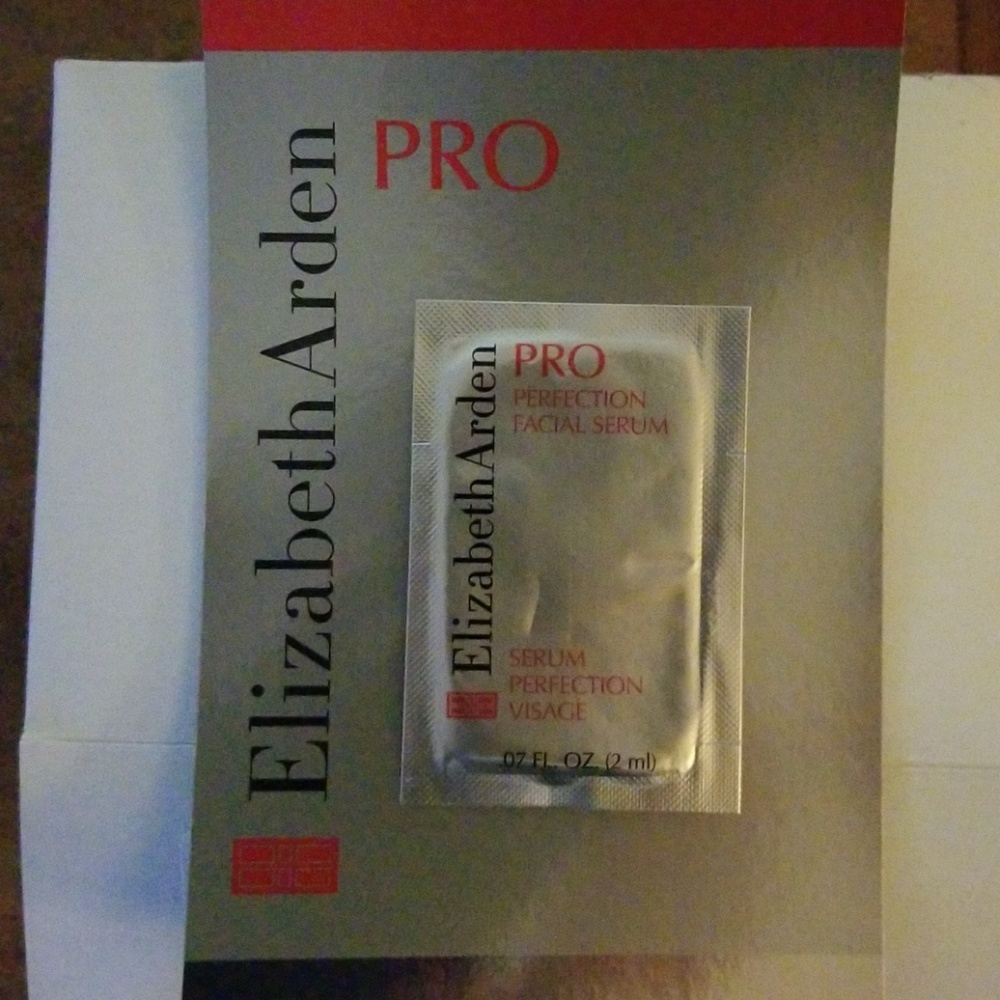 Elizabeth Arden
PRO
Elizabeth Arden
PRO
PERFECTION
FACIAL SERUM
SERUM
PERFECTION
VISAGE
07 FL. OZ. (2 ml)